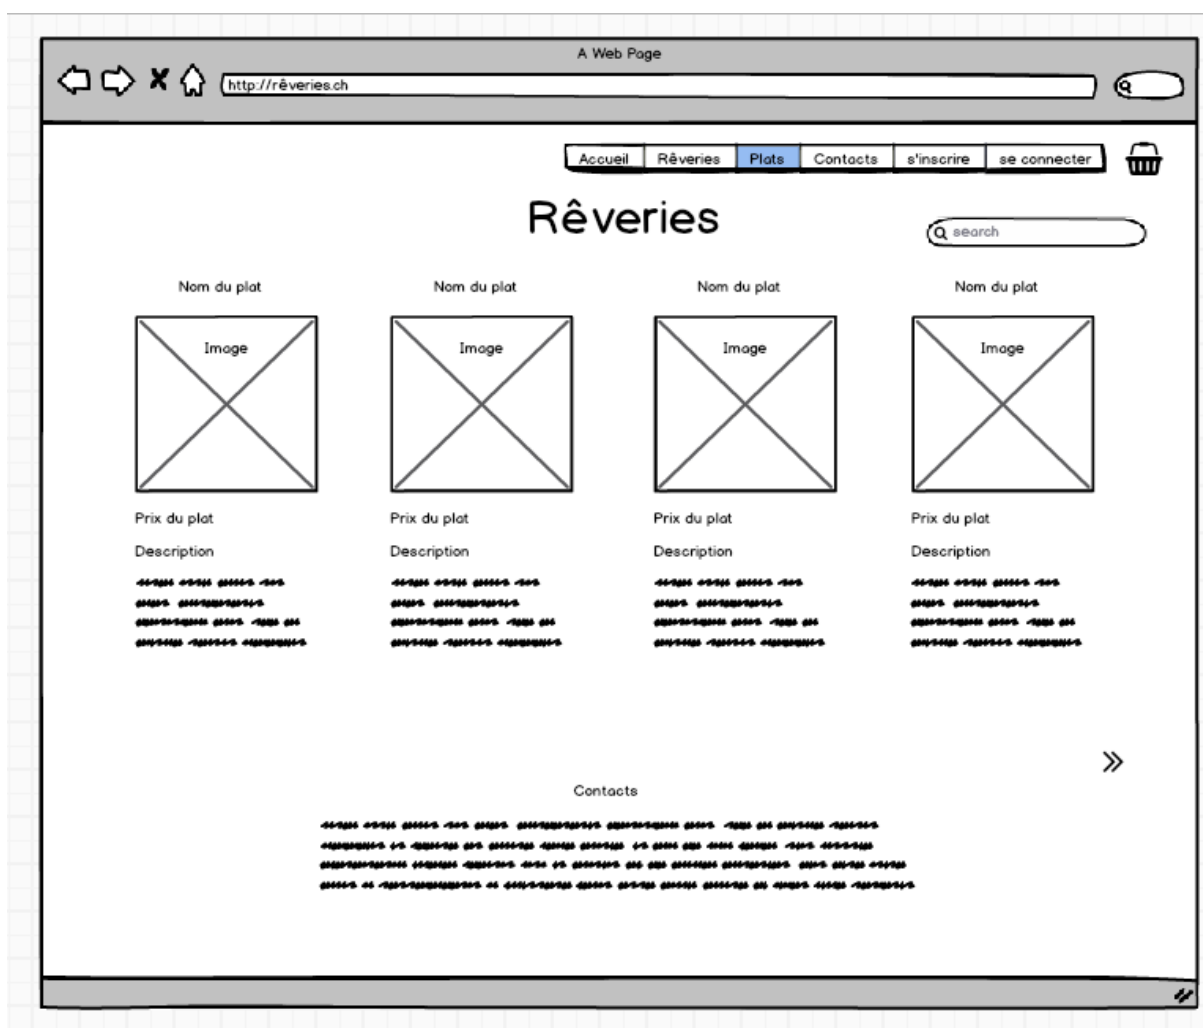 A Web Page
http://rêveries.ch
Accueil Rêveries Plats Contacts s'inscrire se connecter
Rêveries
search
Nom du plat Nom du plat Nom du plat Nom du plat
Image Image Image Image
Prix du plat Prix du plat Prix du plat Prix du plat
Description Description Description Description
Contacts